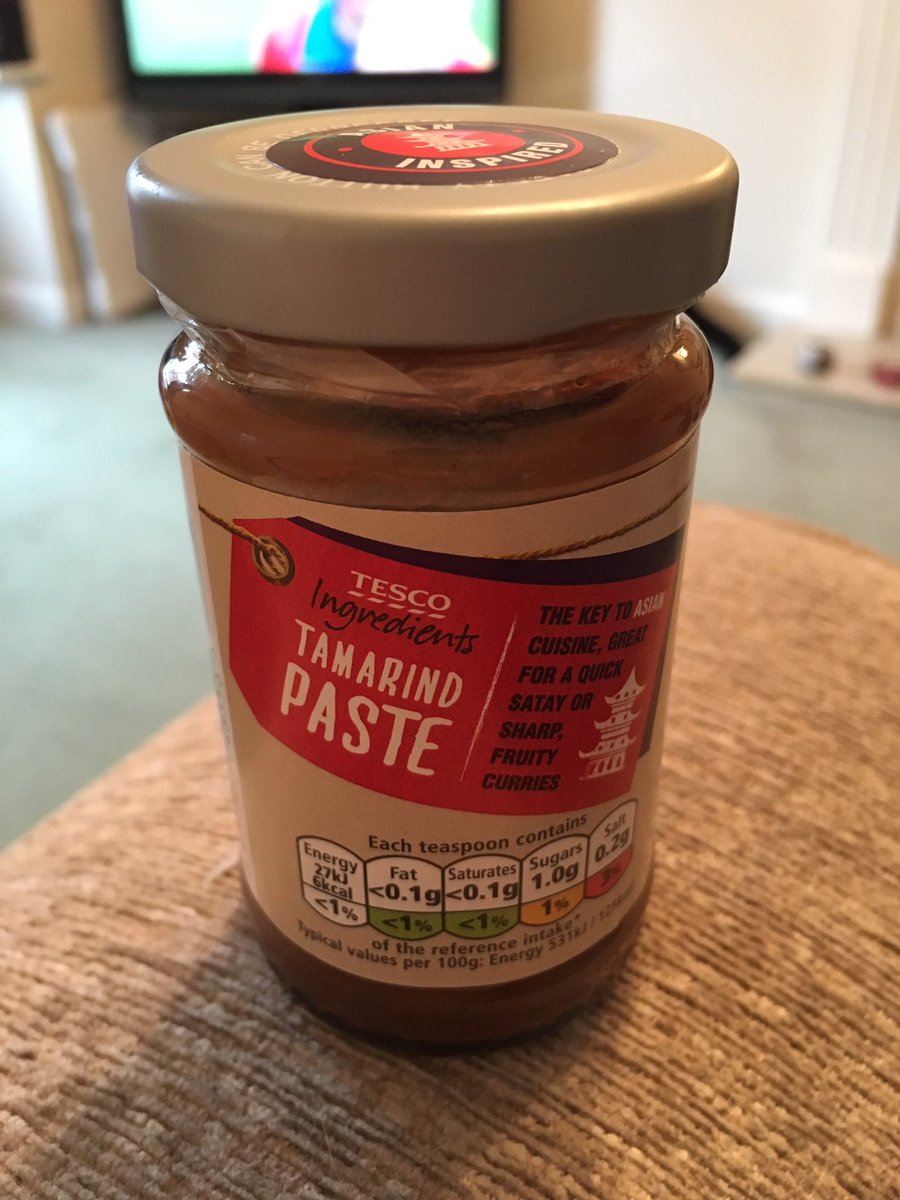 ASIAN
INSPIRED
TESCO
Ingredients
TAMARIND
PASTE
THE KEY TO ASIAN
CUISINE, GREAT
FOR A QUICK
SATAY OR
SHARP,
FRUITY
CURRIES
Each teaspoon contains
Energy
27kJ
6kcal
<1%
Fat
<0.1g
<1%
Saturates
<0.1g
<1%
Sugars
1.0g
1%
Salt
0.2g
3%
of the reference intake*
Typical values per 100g: Energy 531kJ /